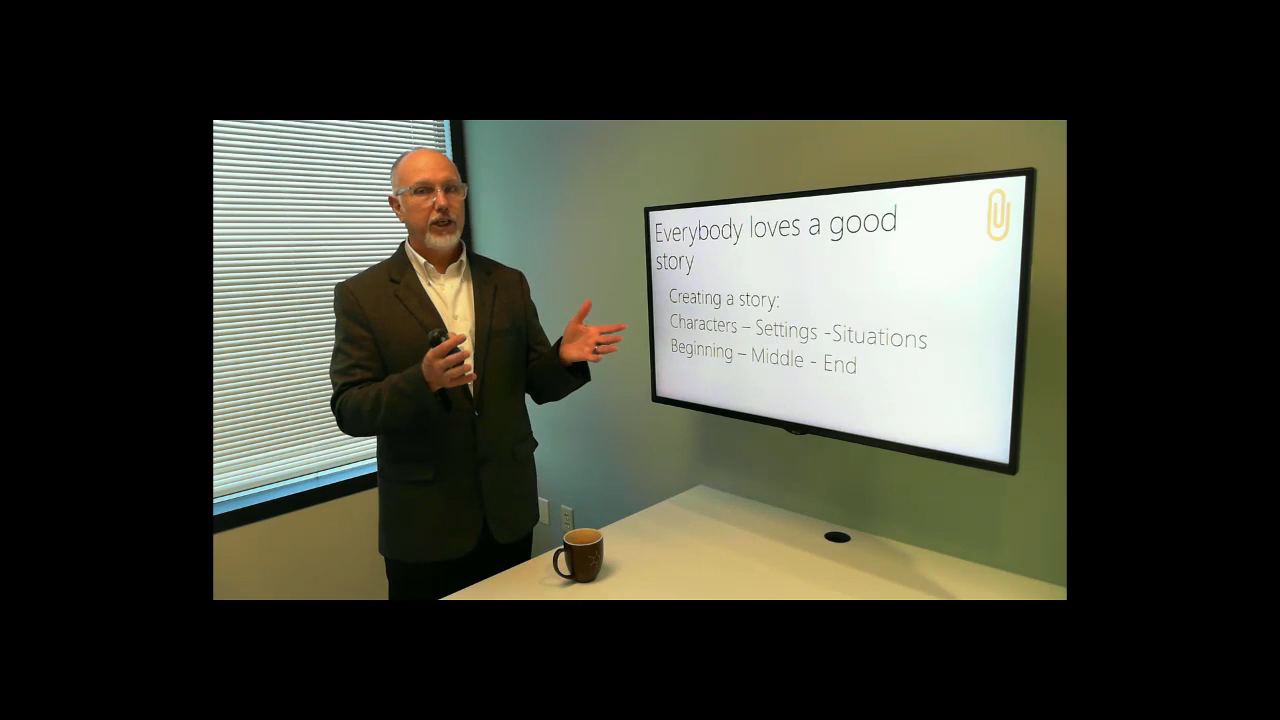 Everybody loves a good
story
Creating a story:
Characters – Settings -Situations
Beginning – Middle - End